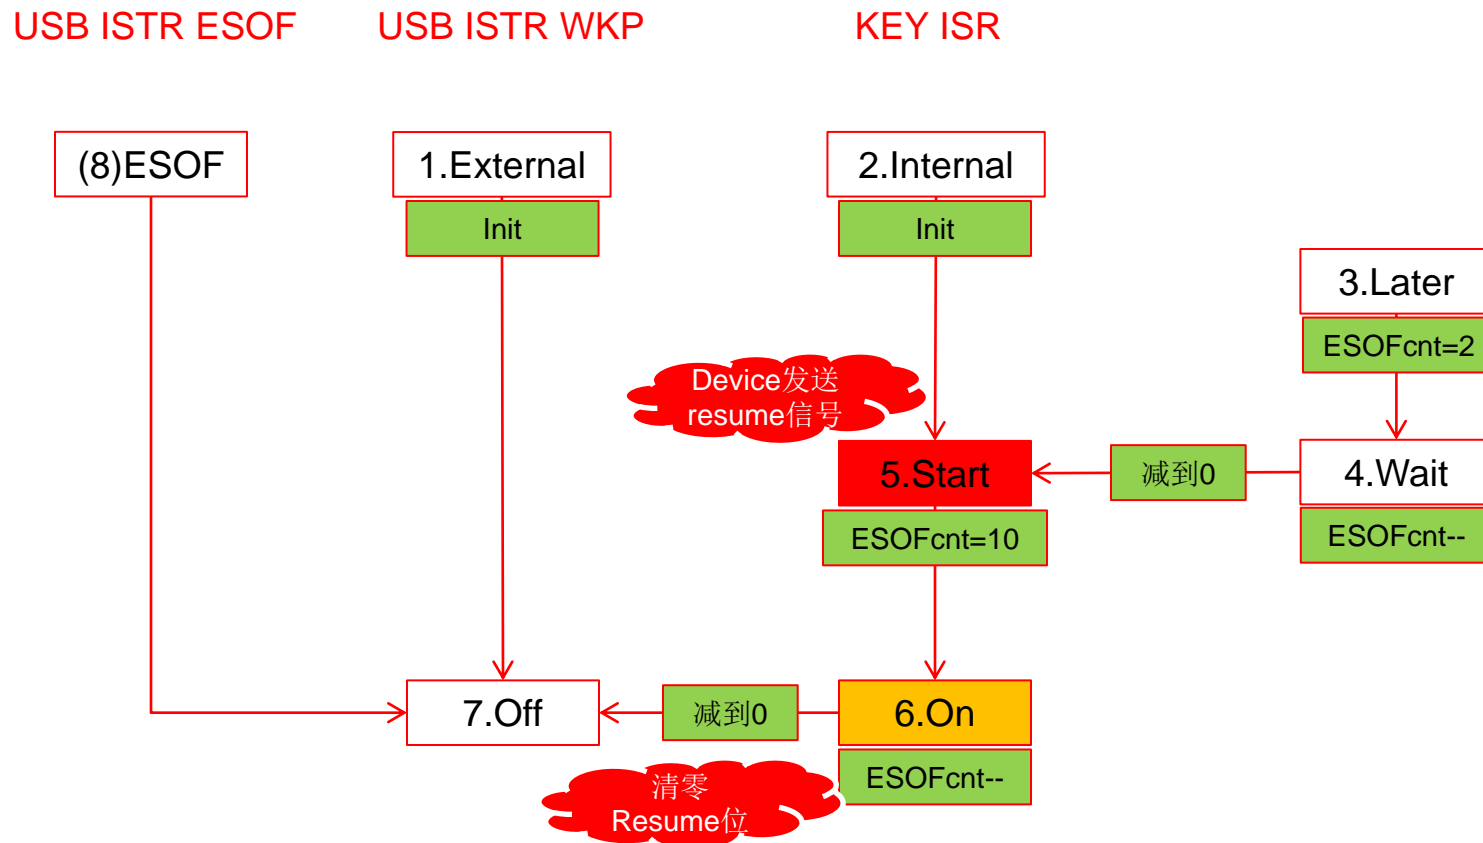 USB ISTR ESOF
USB ISTR WKP
KEY ISR
(8)ESOF
1.External
2.Internal
Init
Init
3.Later
ESOFcnt=2
Device发送
resume信号
5.Start
减到0
4.Wait
ESOFcnt=10
ESOFcnt--
7.Off
减到0
6.On
ESOFcnt--
清零
Resume位